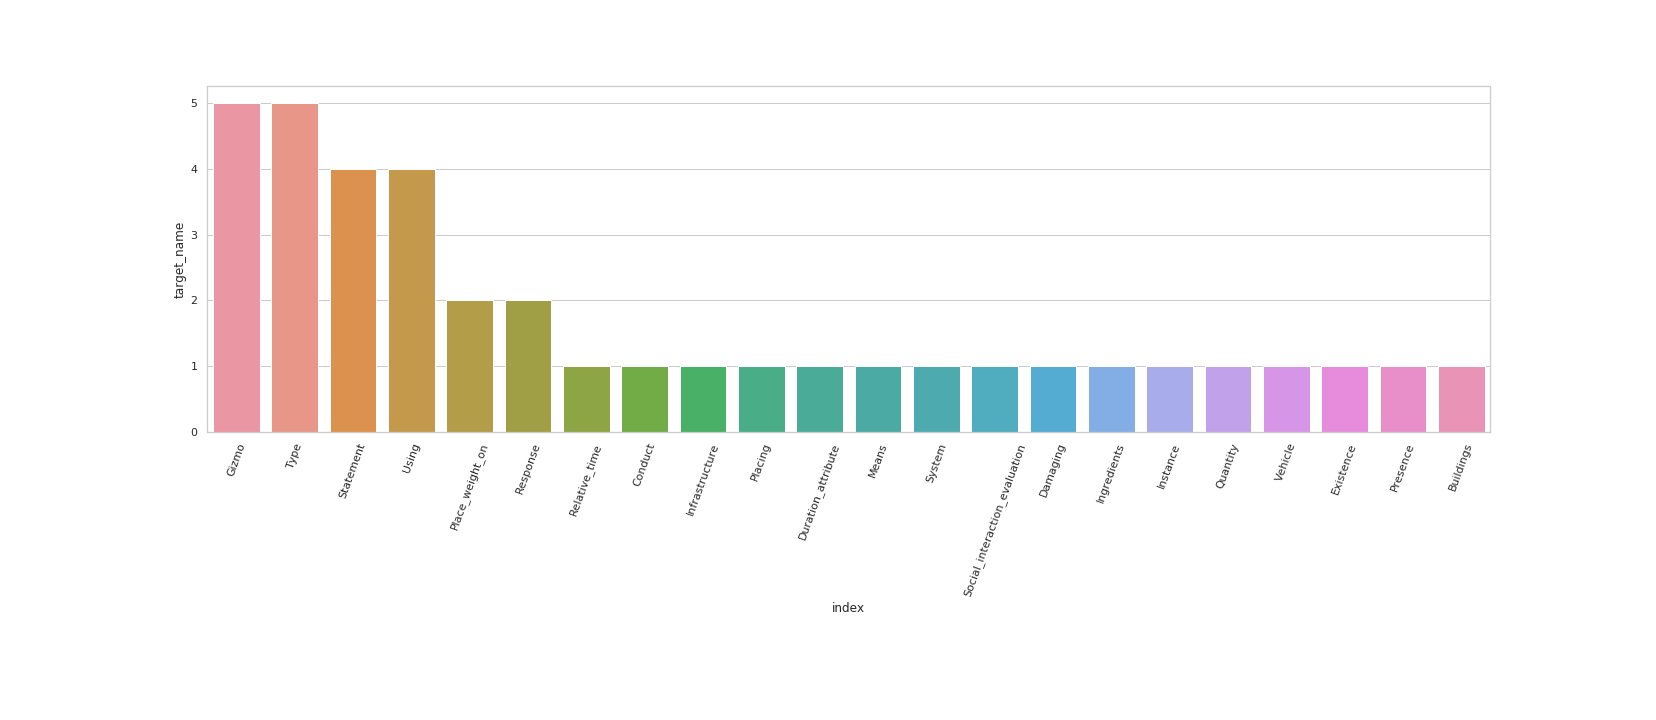 5
4
3
2
1
0
target_name
Gizmo
Type
Statement
Using
Place_weight_on
Response
Relative_time
Conduct
Infrastructure
Placing
Duration_attribute
Means
System
Social_interaction_evaluation
Damaging
Ingredients
Instance
Quantity
Vehicle
Existence
Presence
Buildings
index